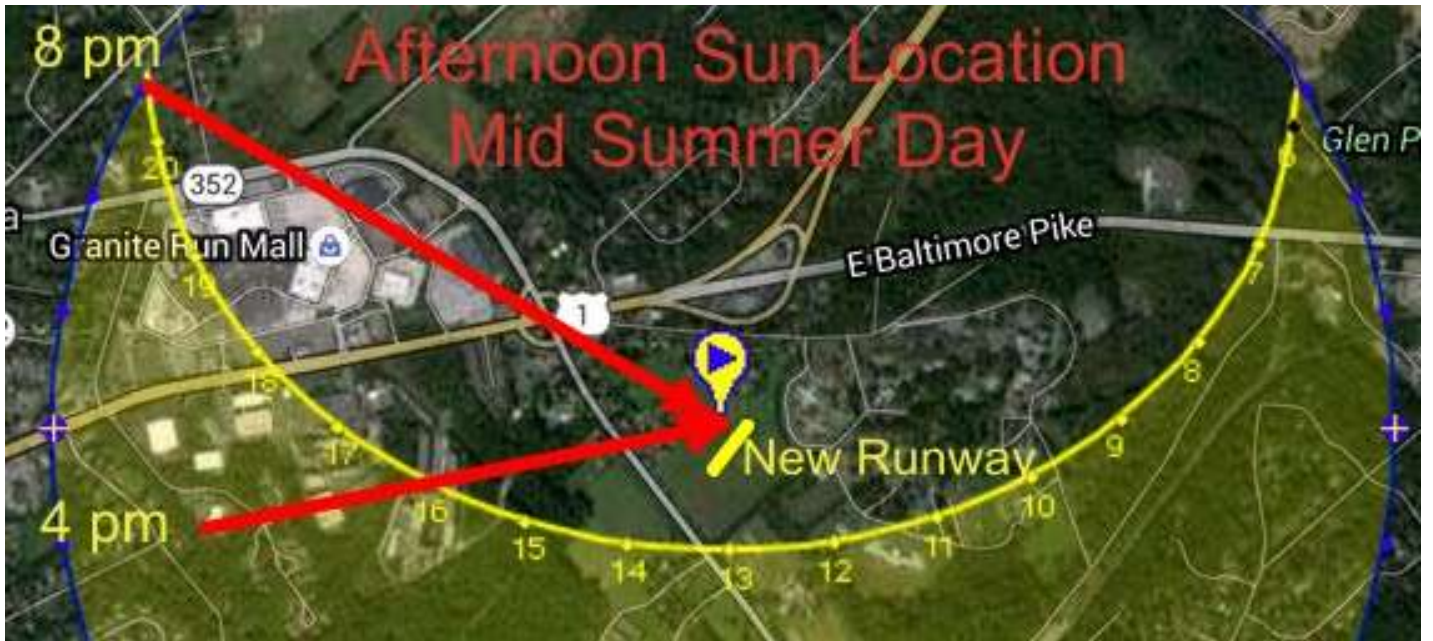 8 pm
Afternoon Sun Location
Mid Summer Day
Glen P
6
20
352
a
Granite Run Mall
E Baltimore Pike
7
19
1
8
18
9
17
New Runway
10
16
4 pm
11
15
12
14
13